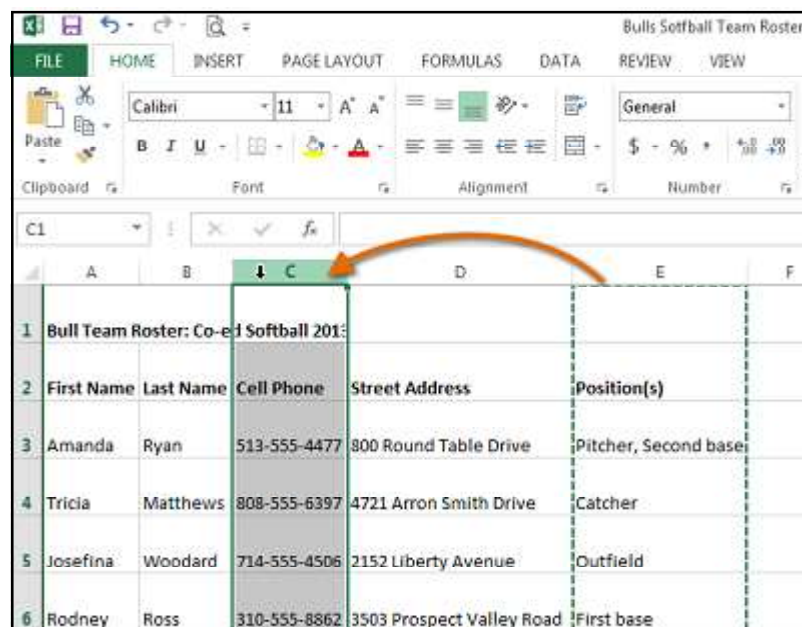 Bulls Sotfball Team Roster
FILE HOME INSERT PAGE LAYOUT FORMULAS DATA REVIEW VIEW
Calibri 11 A A General
Paste B I U A $ % ,
Clipboard Font Alignment Number
C1 fx
A B C D E F
1 Bull Team Roster: Co-ed Softball 2013
2 First Name Last Name Cell Phone Street Address Position(s)
3 Amanda Ryan 513-555-4477 800 Round Table Drive Pitcher, Second base
4 Tricia Matthews 808-555-6397 4721 Arron Smith Drive Catcher
5 Josefina Woodard 714-555-4506 2152 Liberty Avenue Outfield
6 Rodney Ross 310-555-8862 3503 Prospect Valley Road First base